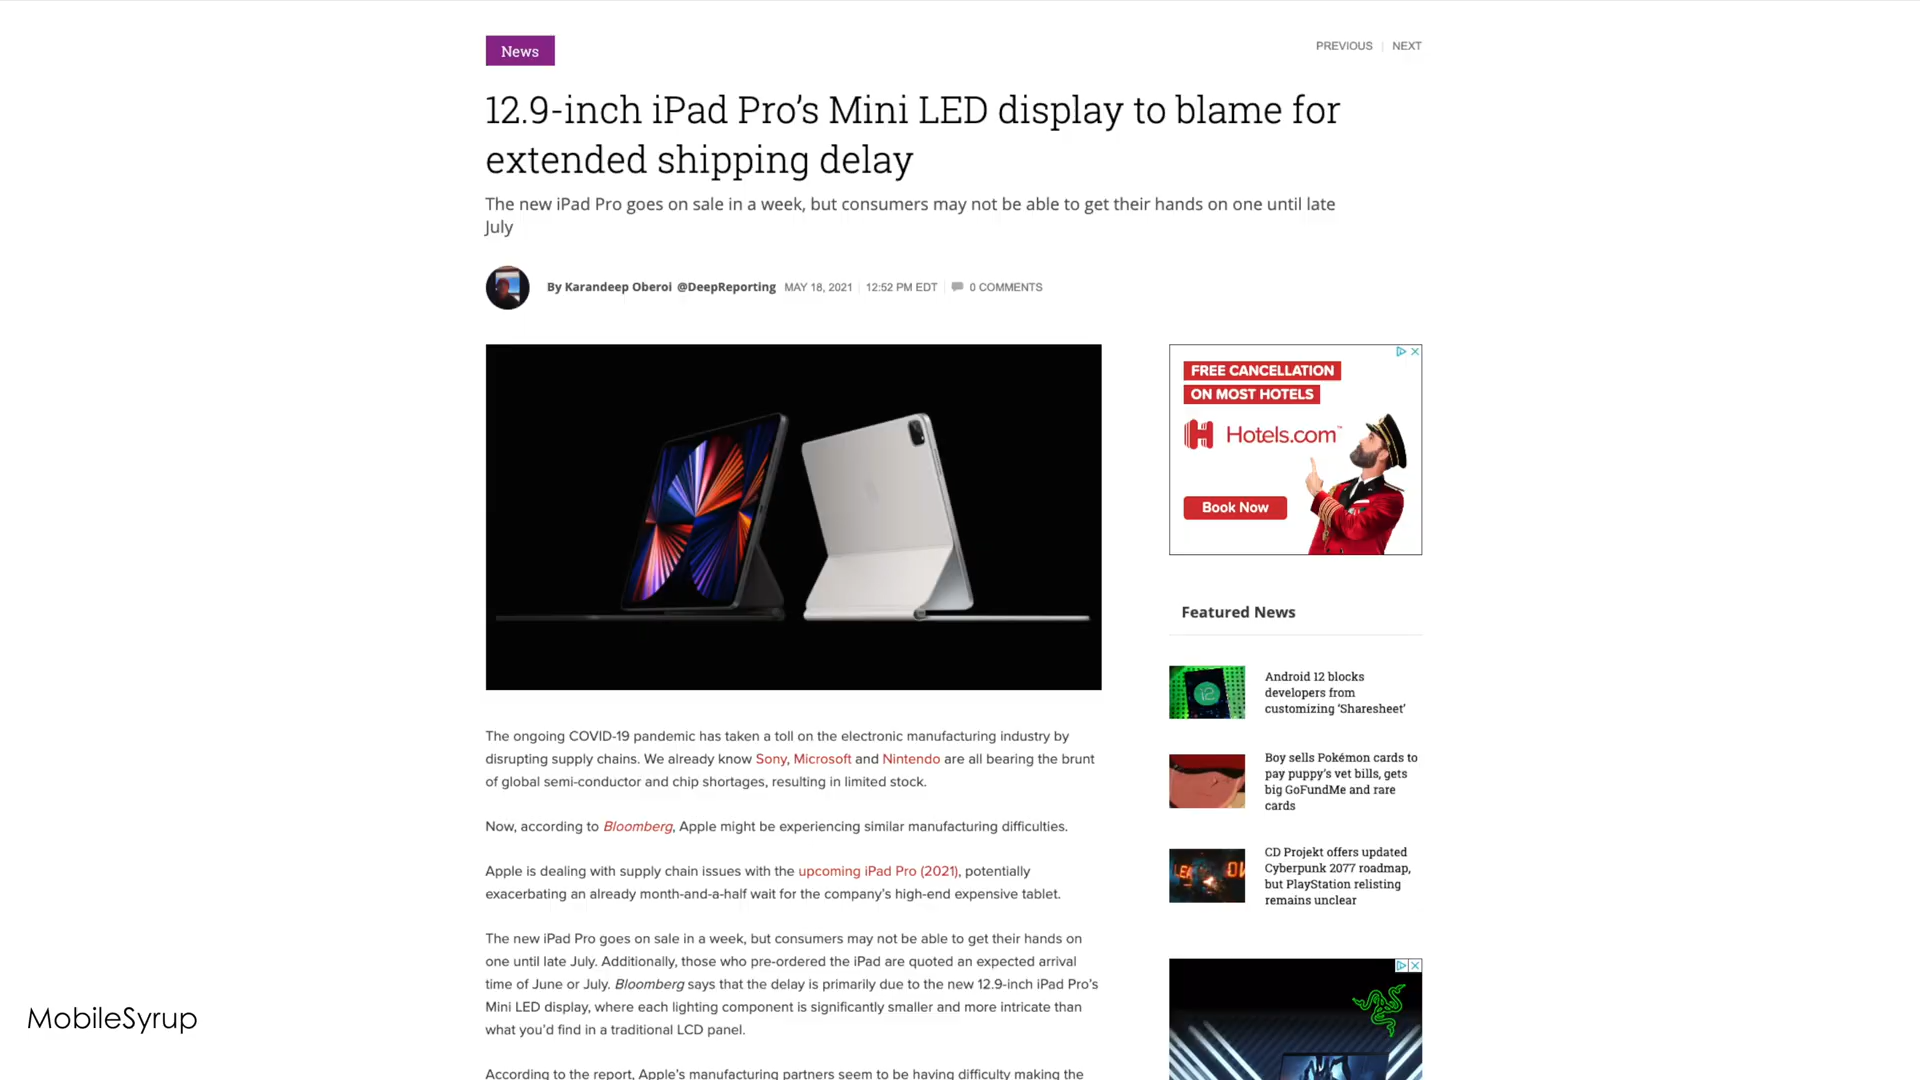 News
PREVIOUS | NEXT
12.9-inch iPad Pro’s Mini LED display to blame for
extended shipping delay
The new iPad Pro goes on sale in a week, but consumers may not be able to get their hands on one until late
July
By Karandeep Oberoi @DeepReporting MAY 18, 2021 | 12:52 PM EDT | 0 COMMENTS
The ongoing COVID-19 pandemic has taken a toll on the electronic manufacturing industry by
disrupting supply chains. We already know Sony, Microsoft and Nintendo are all bearing the brunt
of global semi-conductor and chip shortages, resulting in limited stock.
Now, according to Bloomberg, Apple might be experiencing similar manufacturing difficulties.
Apple is dealing with supply chain issues with the upcoming iPad Pro (2021), potentially
exacerbating an already month-and-a-half wait for the company’s high-end expensive tablet.
The new iPad Pro goes on sale in a week, but consumers may not be able to get their hands on
one until late July. Additionally, those who pre-ordered the iPad are quoted an expected arrival
time of June or July. Bloomberg says that the delay is primarily due to the new 12.9-inch iPad Pro’s
Mini LED display, where each lighting component is significantly smaller and more intricate than
what you’d find in a traditional LCD panel.
According to the report, Apple’s manufacturing partners seem to be having difficulty making the
FREE CANCELLATION
ON MOST HOTELS
Hotels.com™
Book Now
Featured News
12
Android 12 blocks
developers from
customizing ‘Sharesheet’
Boy sells Pokémon cards to
pay puppy’s vet bills, gets
big GoFundMe and rare
cards
CD Projekt offers updated
Cyberpunk 2077 roadmap,
but PlayStation relisting
remains unclear
MobileSyrup